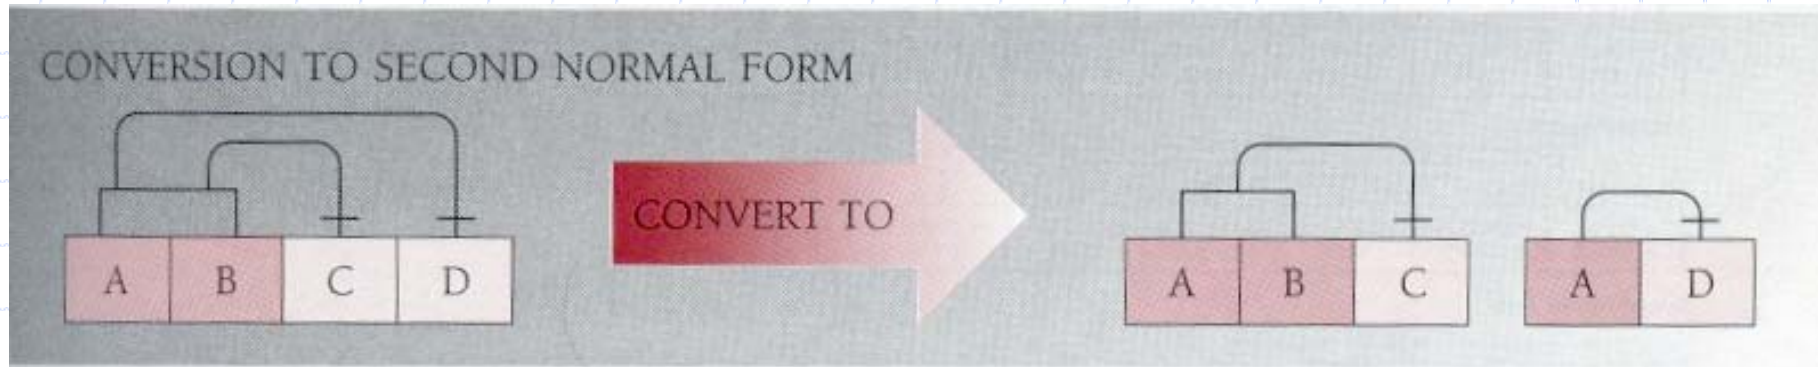 CONVERSION TO SECOND NORMAL FORM
CONVERT TO
A B C D
A B C
A D